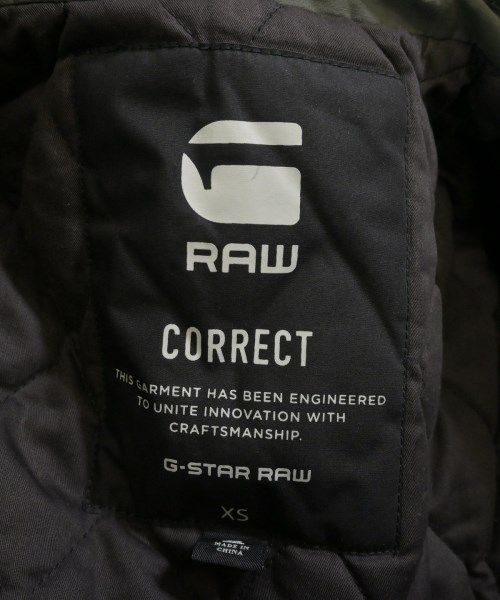 G
RAW
CORRECT
THIS GARMENT HAS BEEN ENGINEERED
TO UNITE INNOVATION WITH
CRAFTSMANSHIP.
G-STAR RAW
XS
MADE IN
CHINA